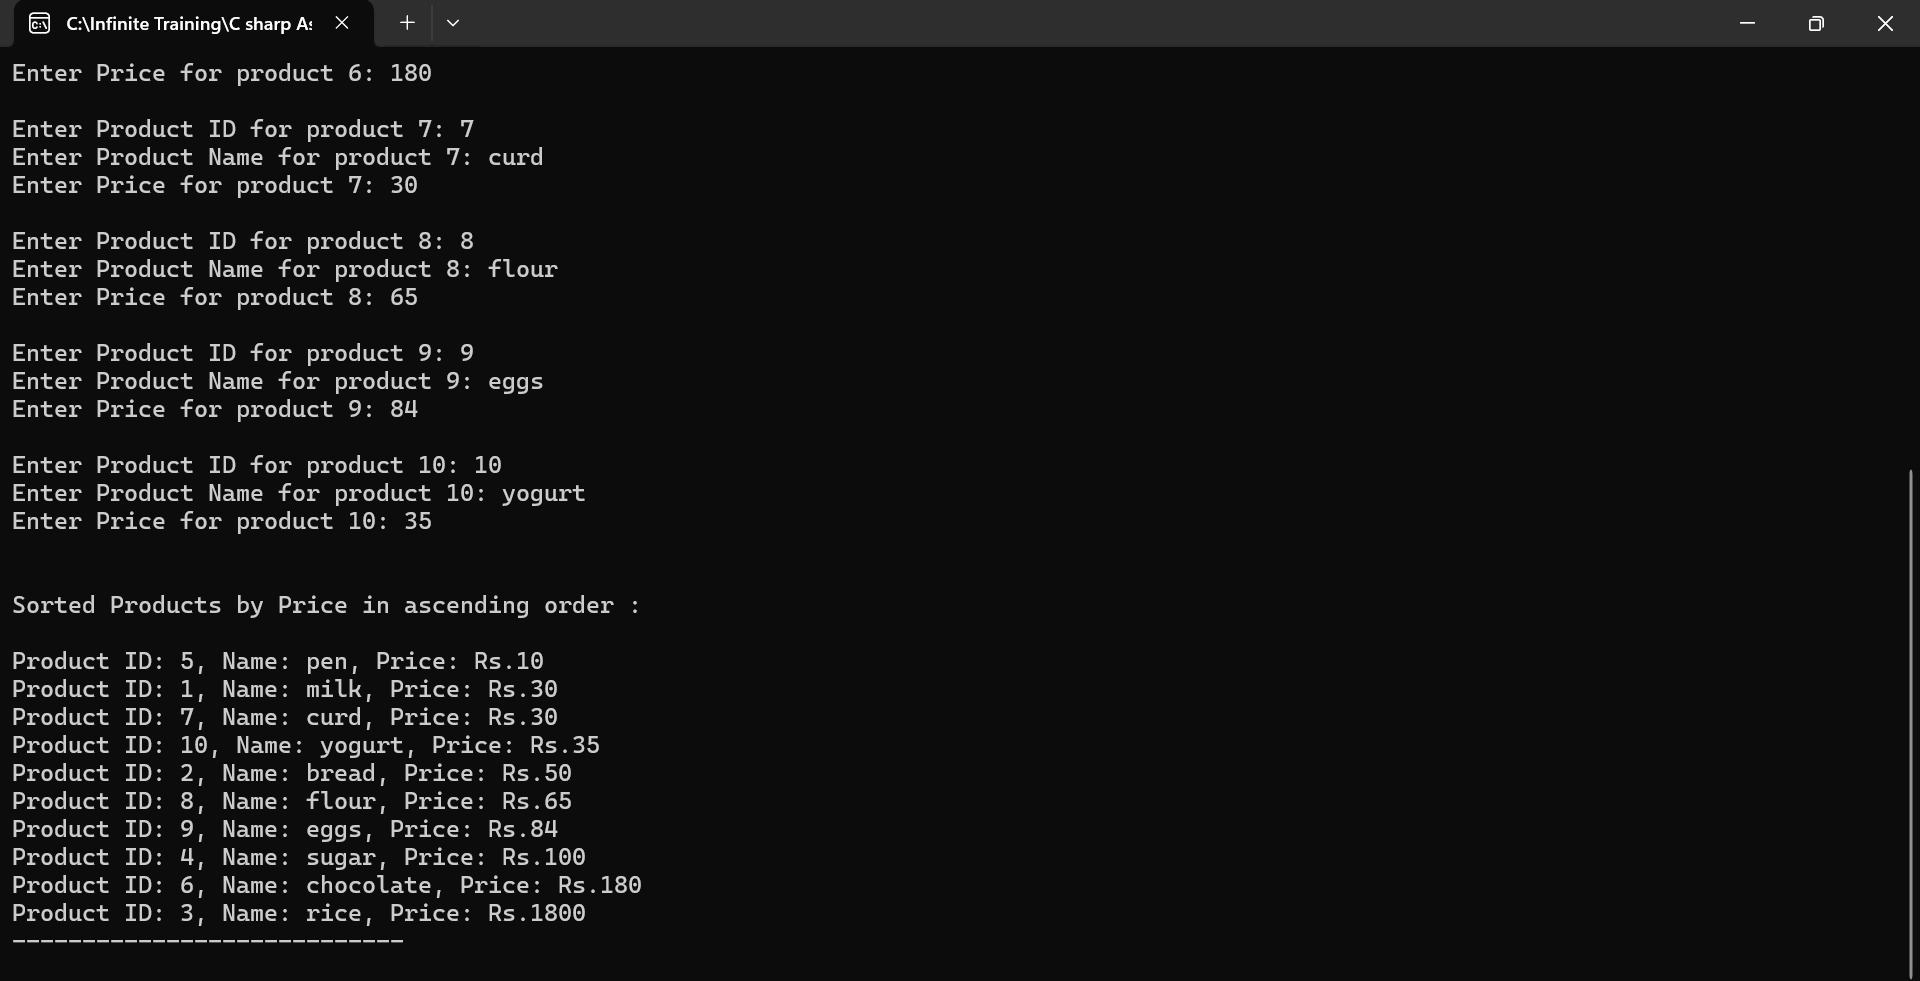 C:\Infinite Training\C sharp As
Enter Price for product 6: 180
Enter Product ID for product 7: 7
Enter Product Name for product 7: curd
Enter Price for product 7: 30
Enter Product ID for product 8: 8
Enter Product Name for product 8: flour
Enter Price for product 8: 65
Enter Product ID for product 9: 9
Enter Product Name for product 9: eggs
Enter Price for product 9: 84
Enter Product ID for product 10: 10
Enter Product Name for product 10: yogurt
Enter Price for product 10: 35
Sorted Products by Price in ascending order :
Product ID: 5, Name: pen, Price: Rs.10
Product ID: 1, Name: milk, Price: Rs.30
Product ID: 7, Name: curd, Price: Rs.30
Product ID: 10, Name: yogurt, Price: Rs.35
Product ID: 2, Name: bread, Price: Rs.50
Product ID: 8, Name: flour, Price: Rs.65
Product ID: 9, Name: eggs, Price: Rs.84
Product ID: 4, Name: sugar, Price: Rs.100
Product ID: 6, Name: chocolate, Price: Rs.180
Product ID: 3, Name: rice, Price: Rs.1800
----------------------------